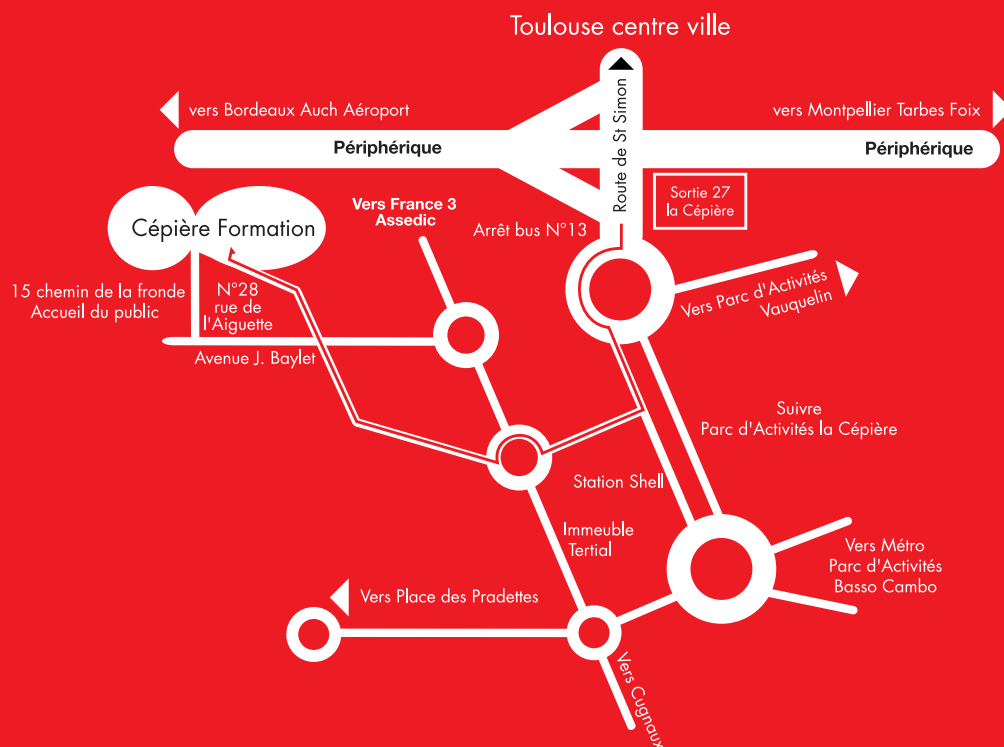 Toulouse centre ville
vers Bordeaux Auch Aéroport
vers Montpellier Tarbes Foix
Périphérique
Route de St Simon
Périphérique
Sortie 27
la Cépière
Vers France 3
Assedic
Arrêt bus N°13
Cépière Formation
15 chemin de la fronde
Accueil du public
N°28
rue de
l'Aiguette
Avenue J. Baylet
Vers Parc d'Activités
Vauquelin
Suivre
Parc d'Activités la Cépière
Station Shell
Immeuble
Tertial
Vers Métro
Parc d'Activités
Basso Cambo
Vers Place des Pradettes
Vers Cugnaux